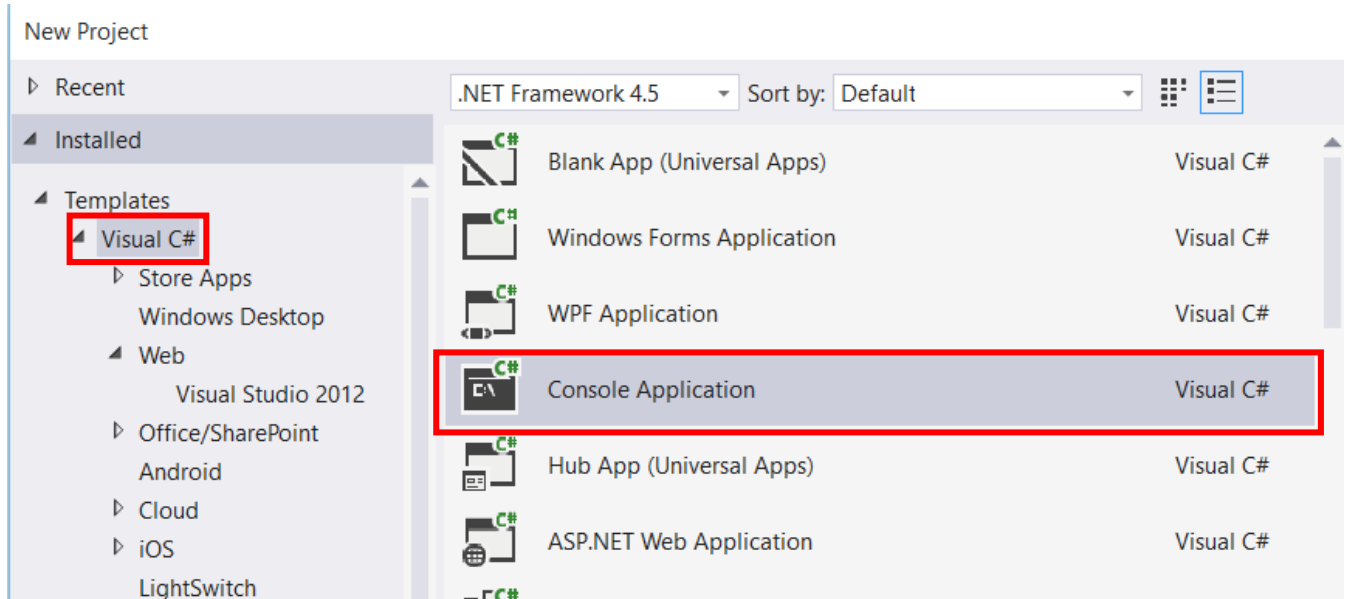 New Project
Recent
Installed
Templates
Visual C#
Store Apps
Windows Desktop
Web
Visual Studio 2012
Office/SharePoint
Android
Cloud
iOS
LightSwitch
.NET Framework 4.5 Sort by: Default
C# Blank App (Universal Apps) Visual C#
C# Windows Forms Application Visual C#
C# WPF Application Visual C#
C# C:\ Console Application Visual C#
C# Hub App (Universal Apps) Visual C#
C# ASP.NET Web Application Visual C#
C#